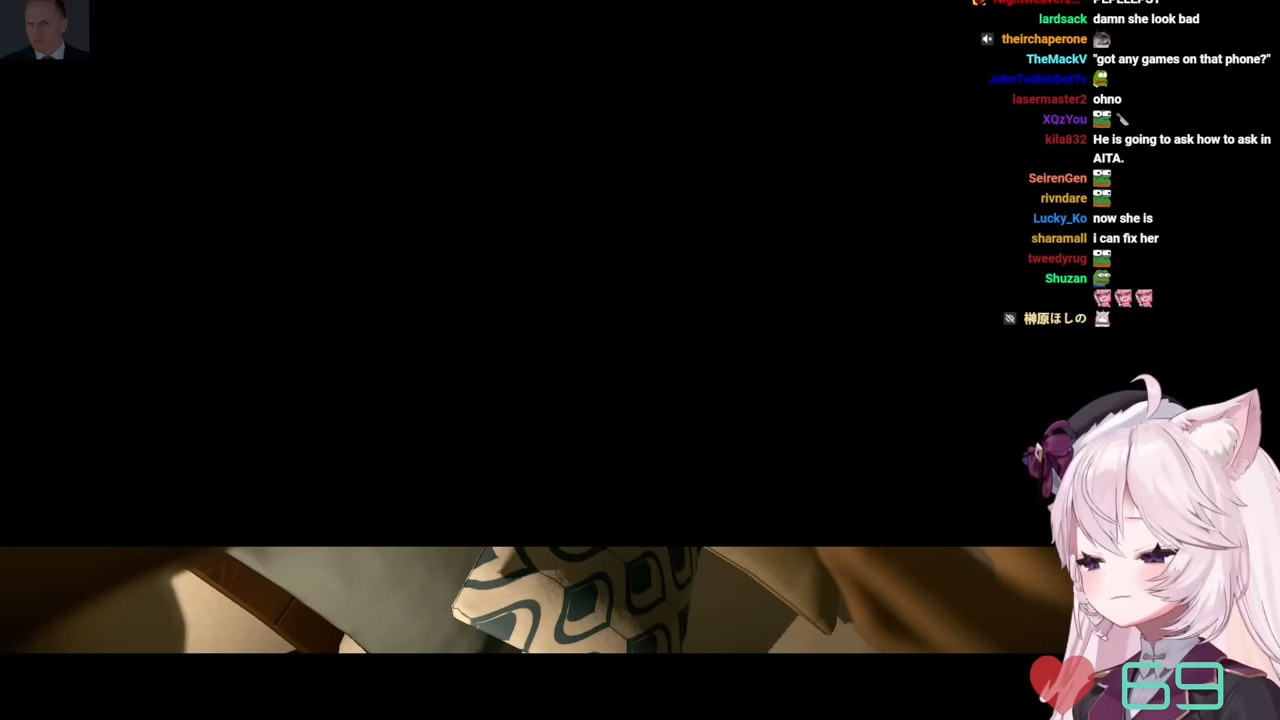 lardsack damn she look bad
theirchaperone
TheMackV "got any games on that phone?"
JohnTwitchDotTv
lasermaster2 ohno
XQzYou
kila832 He is going to ask how to ask in
AITA.
SeirenGen
rivndare
Lucky_Ko now she is
sharamall i can fix her
tweedyrug
Shuzan
榊原ほしの
69